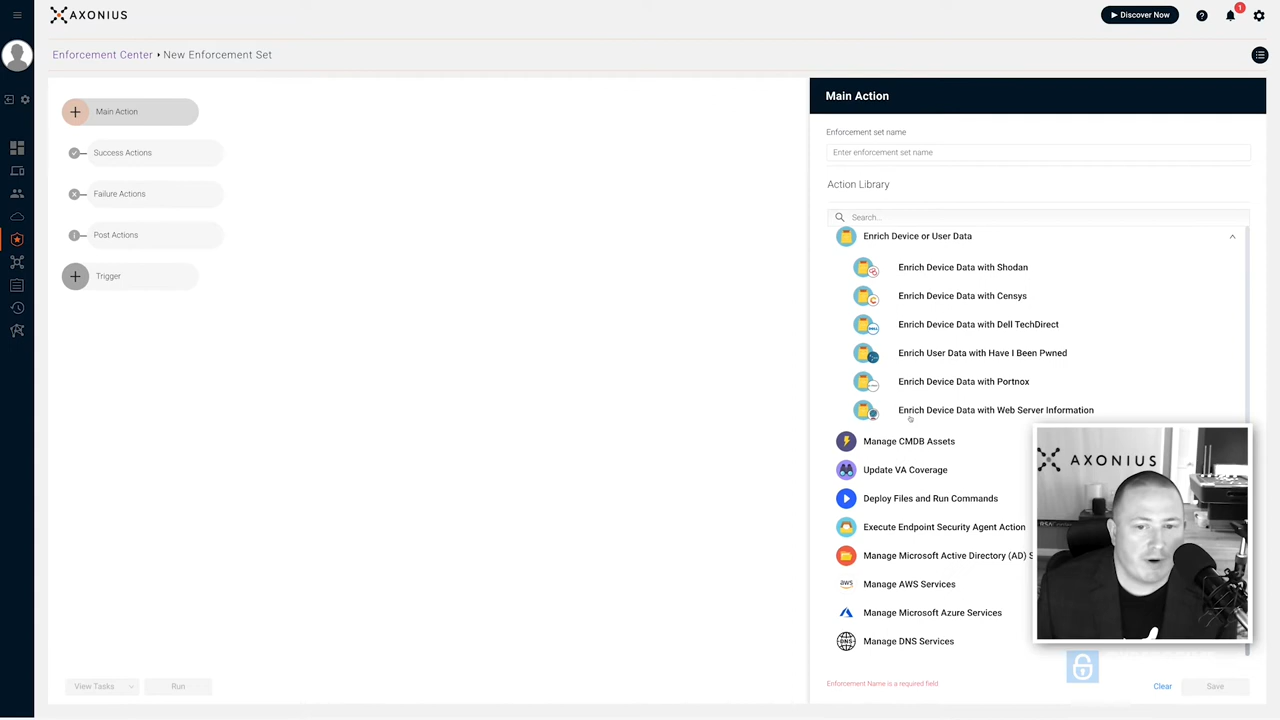 AXONIUS
Discover Now
?
1
Enforcement Center ▸ New Enforcement Set
Main Action
Success Actions
Failure Actions
Post Actions
Trigger
View Tasks
Run
Main Action
Enforcement set name
Enter enforcement set name
Action Library
Search...
Enrich Device or User Data
Enrich Device Data with Shodan
Enrich Device Data with Censys
DELL
Enrich Device Data with Dell TechDirect
Enrich User Data with Have I Been Pwned
Enrich Device Data with Portnox
Enrich Device Data with Web Server Information
Manage CMDB Assets
Update VA Coverage
Deploy Files and Run Commands
Execute Endpoint Security Agent Action
Manage Microsoft Active Directory (AD) S
aws
Manage AWS Services
Manage Microsoft Azure Services
DNS
Manage DNS Services
AXONIUS
Enforcement Name is a required field
Clear
Save